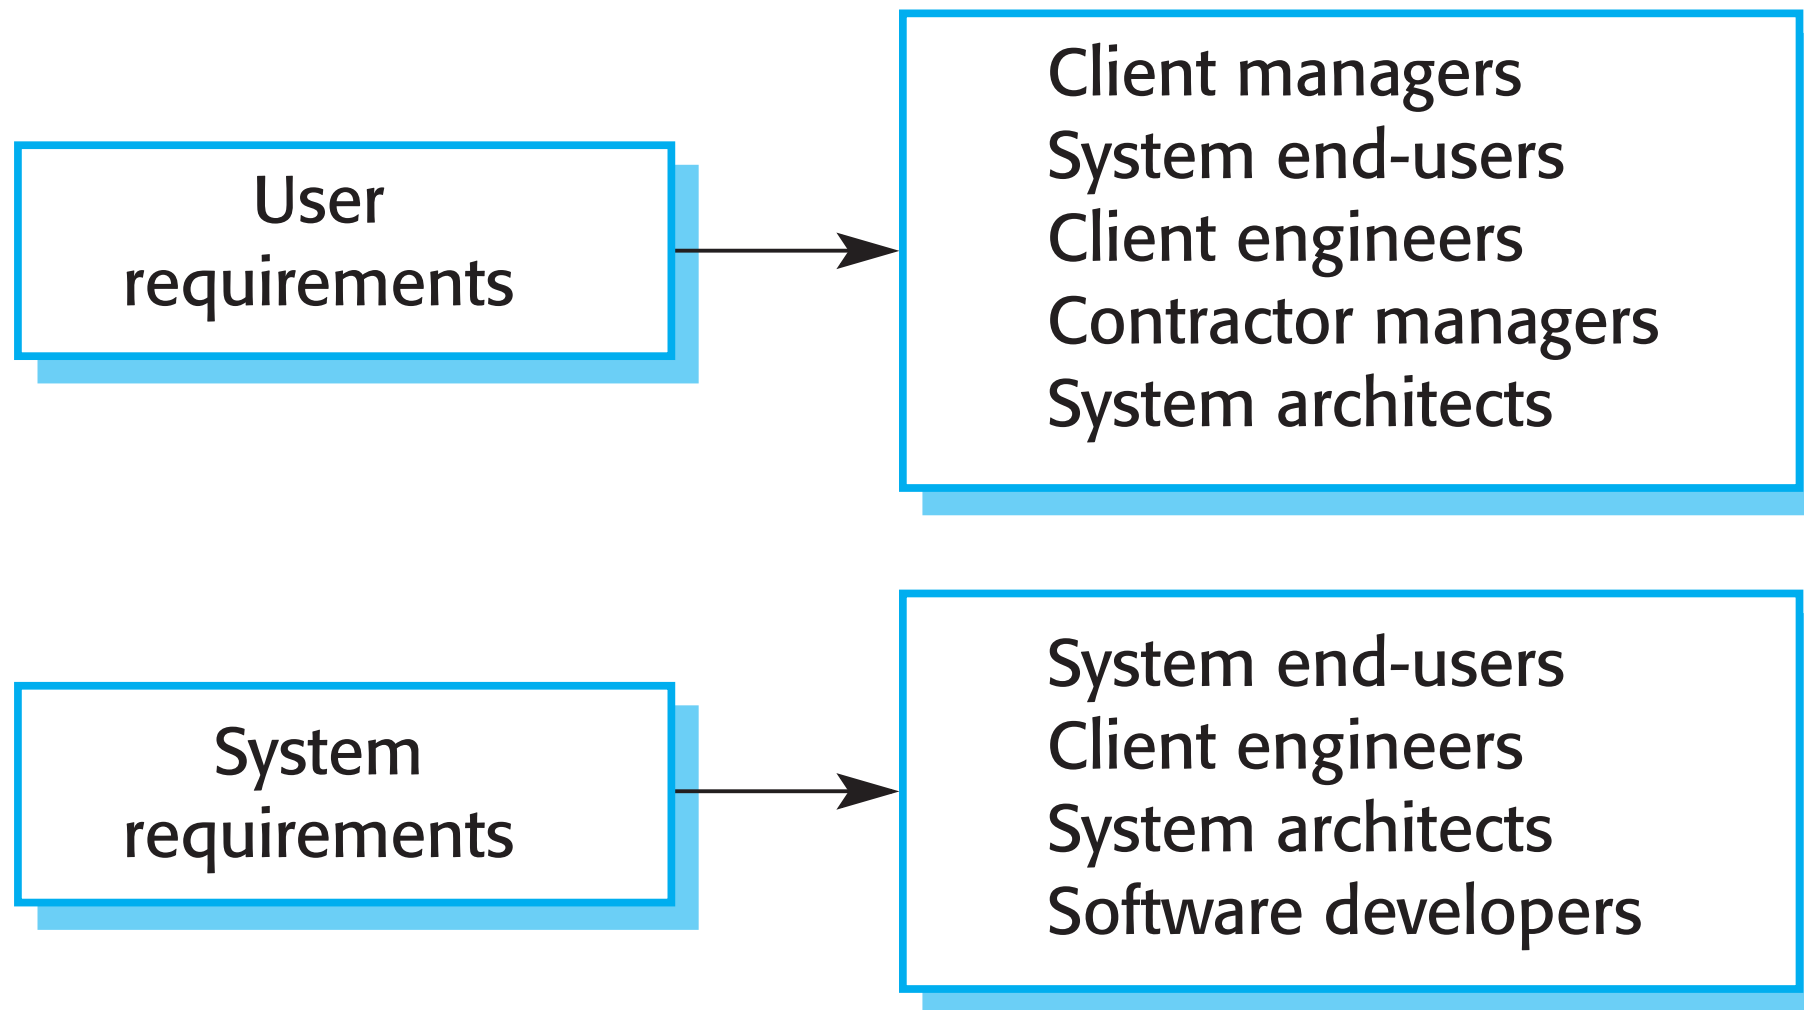 User
requirements
Client managers
System end-users
Client engineers
Contractor managers
System architects
System
requirements
System end-users
Client engineers
System architects
Software developers